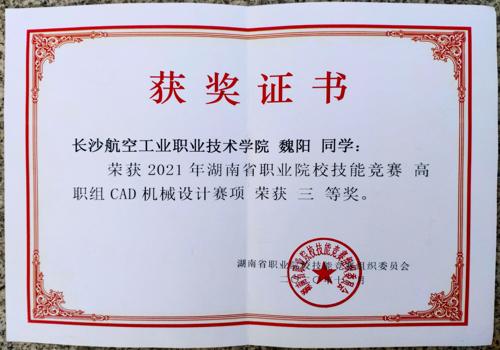 获奖证书
长沙航空工业职业技术学院 魏阳 同学：
荣获 2021 年湖南省职业院校技能竞赛 高
职组 CAD 机械设计赛项 荣获 三 等奖。
湖南省职业院校技能竞赛组织委员会
二〇